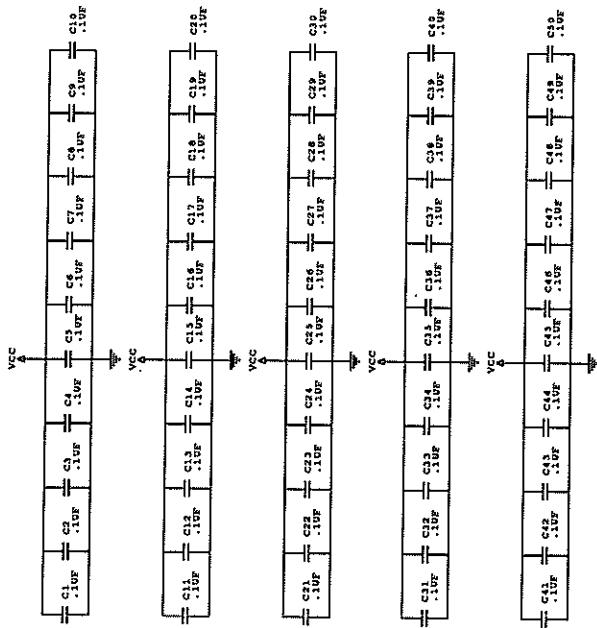 VCC
C1
.1UF
C2
.1UF
C3
.1UF
C4
.1UF
C5
.1UF
C6
.1UF
C7
.1UF
C8
.1UF
C9
.1UF
C10
.1UF
VCC
C11
.1UF
C12
.1UF
C13
.1UF
C14
.1UF
C15
.1UF
C16
.1UF
C17
.1UF
C18
.1UF
C19
.1UF
C20
.1UF
VCC
C21
.1UF
C22
.1UF
C23
.1UF
C24
.1UF
C25
.1UF
C26
.1UF
C27
.1UF
C28
.1UF
C29
.1UF
C30
.1UF
VCC
C31
.1UF
C32
.1UF
C33
.1UF
C34
.1UF
C35
.1UF
C36
.1UF
C37
.1UF
C38
.1UF
C39
.1UF
C40
.1UF
VCC
C41
.1UF
C42
.1UF
C43
.1UF
C44
.1UF
C45
.1UF
C46
.1UF
C47
.1UF
C48
.1UF
C49
.1UF
C50
.1UF